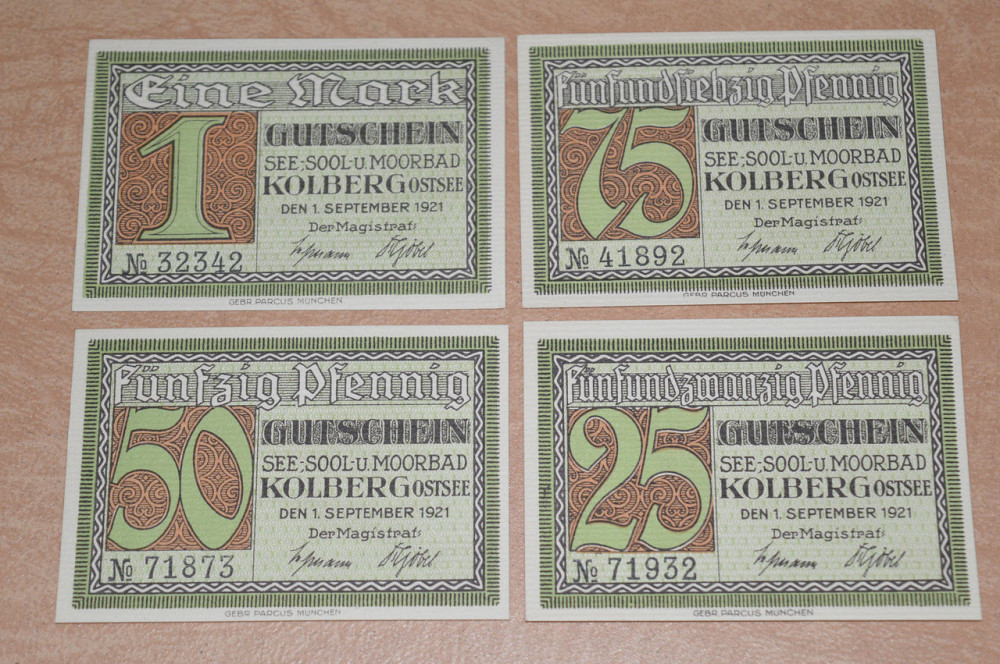 Eine Mark
1
GUTSCHEIN
SEE-, SOOL- U. MOORBAD
KOLBERG OSTSEE
DEN 1. SEPTEMBER 1921
Der Magistrat:
№ 32342
GEBR. PARCUS MÜNCHEN
Fünfundsiebzig Pfennig
75
GUTSCHEIN
SEE-, SOOL- U. MOORBAD
KOLBERG OSTSEE
DEN 1. SEPTEMBER 1921
Der Magistrat:
№ 41892
GEBR. PARCUS MÜNCHEN
Fünfzig Pfennig
50
GUTSCHEIN
SEE-, SOOL- U. MOORBAD
KOLBERG OSTSEE
DEN 1. SEPTEMBER 1921
Der Magistrat:
№ 71873
GEBR. PARCUS MÜNCHEN
Fünfundzwanzig Pfennig
25
GUTSCHEIN
SEE-, SOOL- U. MOORBAD
KOLBERG OSTSEE
DEN 1. SEPTEMBER 1921
Der Magistrat:
№ 71932
GEBR. PARCUS MÜNCHEN